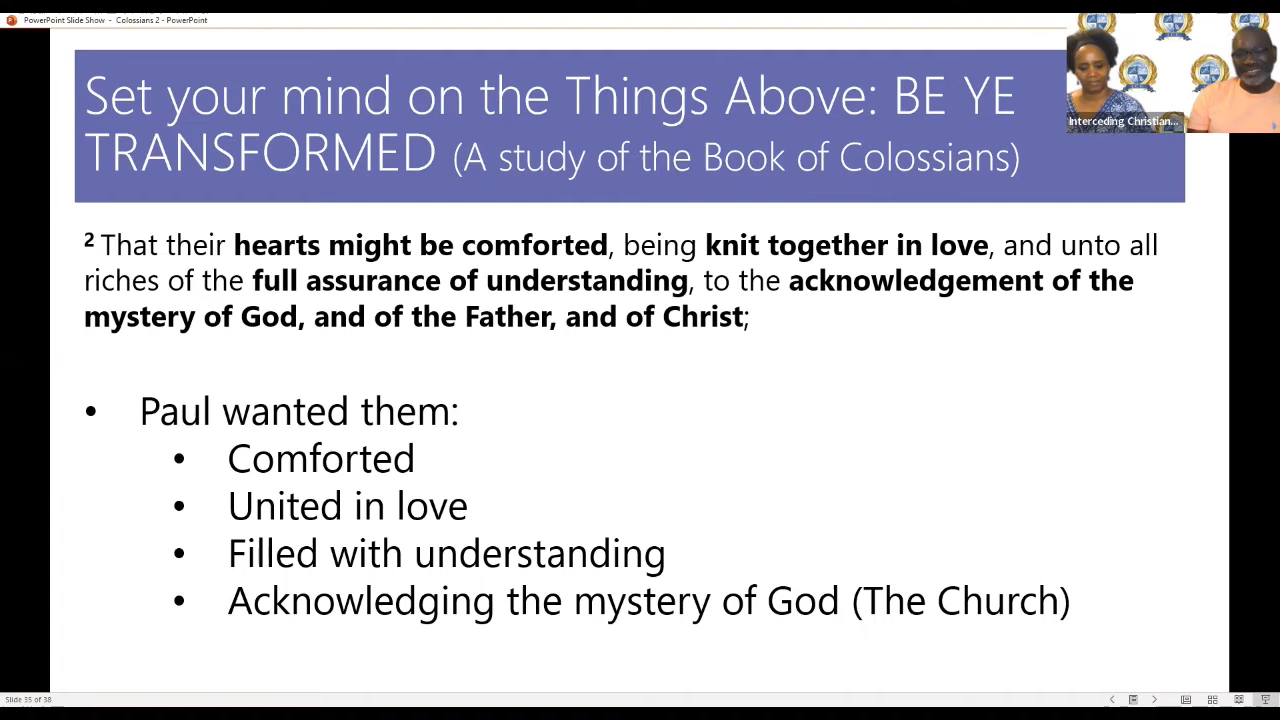 PowerPoint Slide Show - Colossians 2 - PowerPoint
Set your mind on the Things Above: BE YE
TRANSFORMED (A study of the Book of Colossians)
Interceding Christian...
2 That their hearts might be comforted, being knit together in love, and unto all
riches of the full assurance of understanding, to the acknowledgement of the
mystery of God, and of the Father, and of Christ;
• Paul wanted them:
• Comforted
• United in love
• Filled with understanding
• Acknowledging the mystery of God (The Church)
Slide 35 of 38